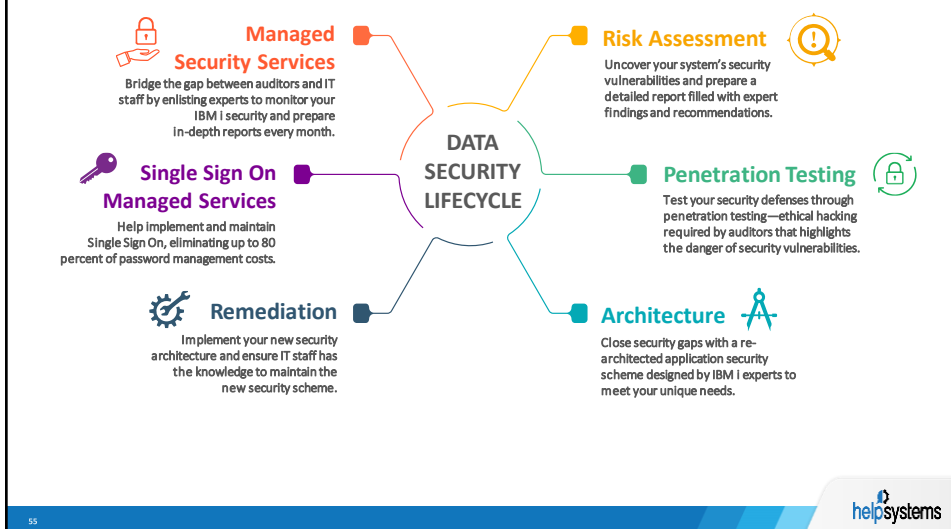 Managed
Security Services
Bridge the gap between auditors and IT
staff by enlisting experts to monitor your
IBM i security and prepare
in-depth reports every month.
Risk Assessment
Uncover your system's security
vulnerabilities and prepare a
detailed report filled with expert
findings and recommendations.
DATA
SECURITY
LIFECYCLE
Single Sign On
Managed Services
Help implement and maintain
Single Sign On, eliminating up to 80
percent of password management costs.
Penetration Testing
Test your security defenses through
penetration testing—ethical hacking
required by auditors that highlights
the danger of security vulnerabilities.
Remediation
Implement your new security
architecture and ensure IT staff has
the knowledge to maintain the
new security scheme.
Architecture
Close security gaps with a re-
architected application security
scheme designed by IBM i experts to
meet your unique needs.
55
helpsystems